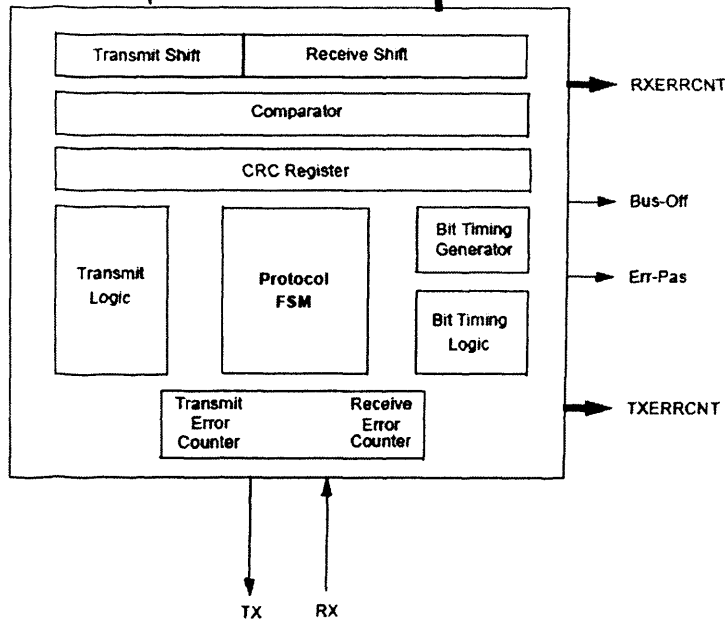 Transmit Shift
Receive Shift
RXERRCNT
Comparator
CRC Register
Bus-Off
Transmit
Logic
Protocol
FSM
Bit Timing
Generator
Err-Pas
Bit Timing
Logic
Transmit
Error
Counter
Receive
Error
Counter
TXERRCNT
TX
RX